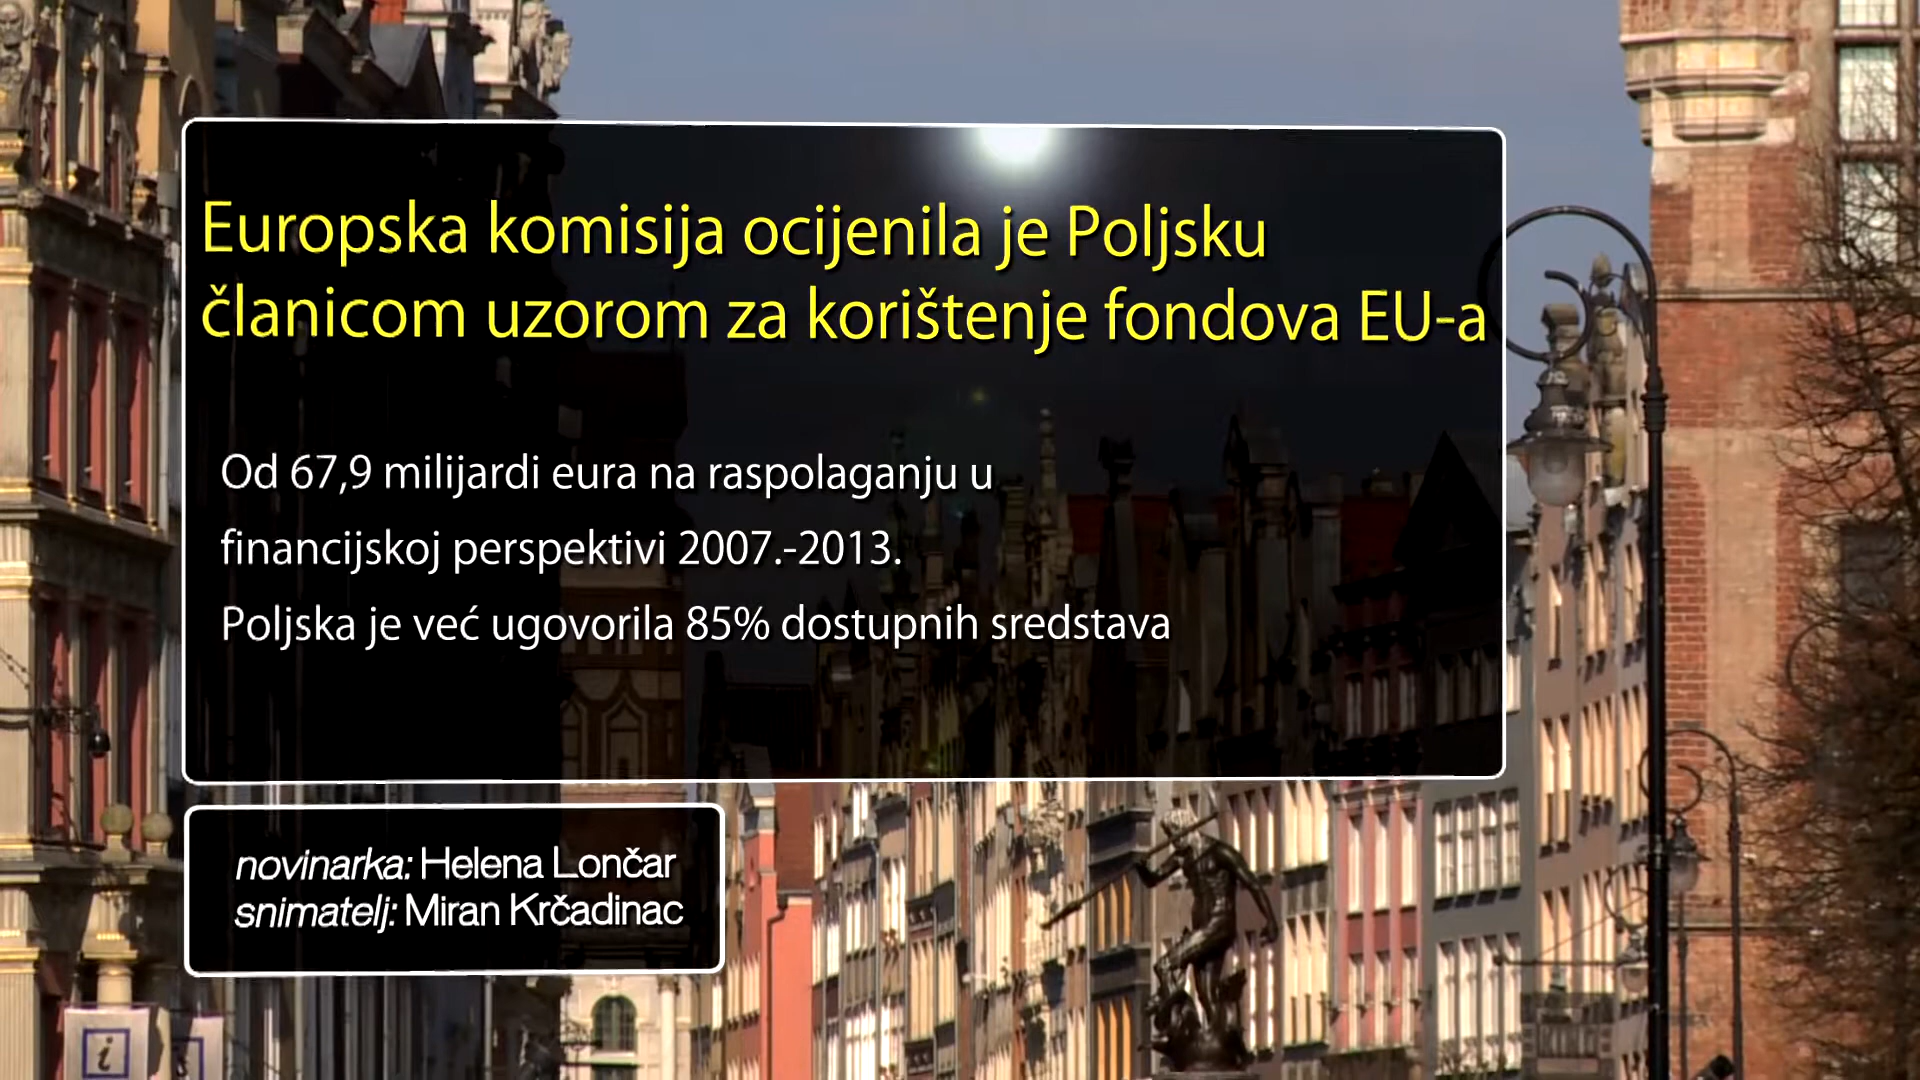 Europska komisija ocijenila je Poljsku
članicom uzorom za korištenje fondova EU-a
Od 67,9 milijardi eura na raspolaganju u
financijskoj perspektivi 2007.-2013.
Poljska je već ugovorila 85% dostupnih sredstava
novinarka: Helena Lončar
snimatelj: Miran Krčadinac
i